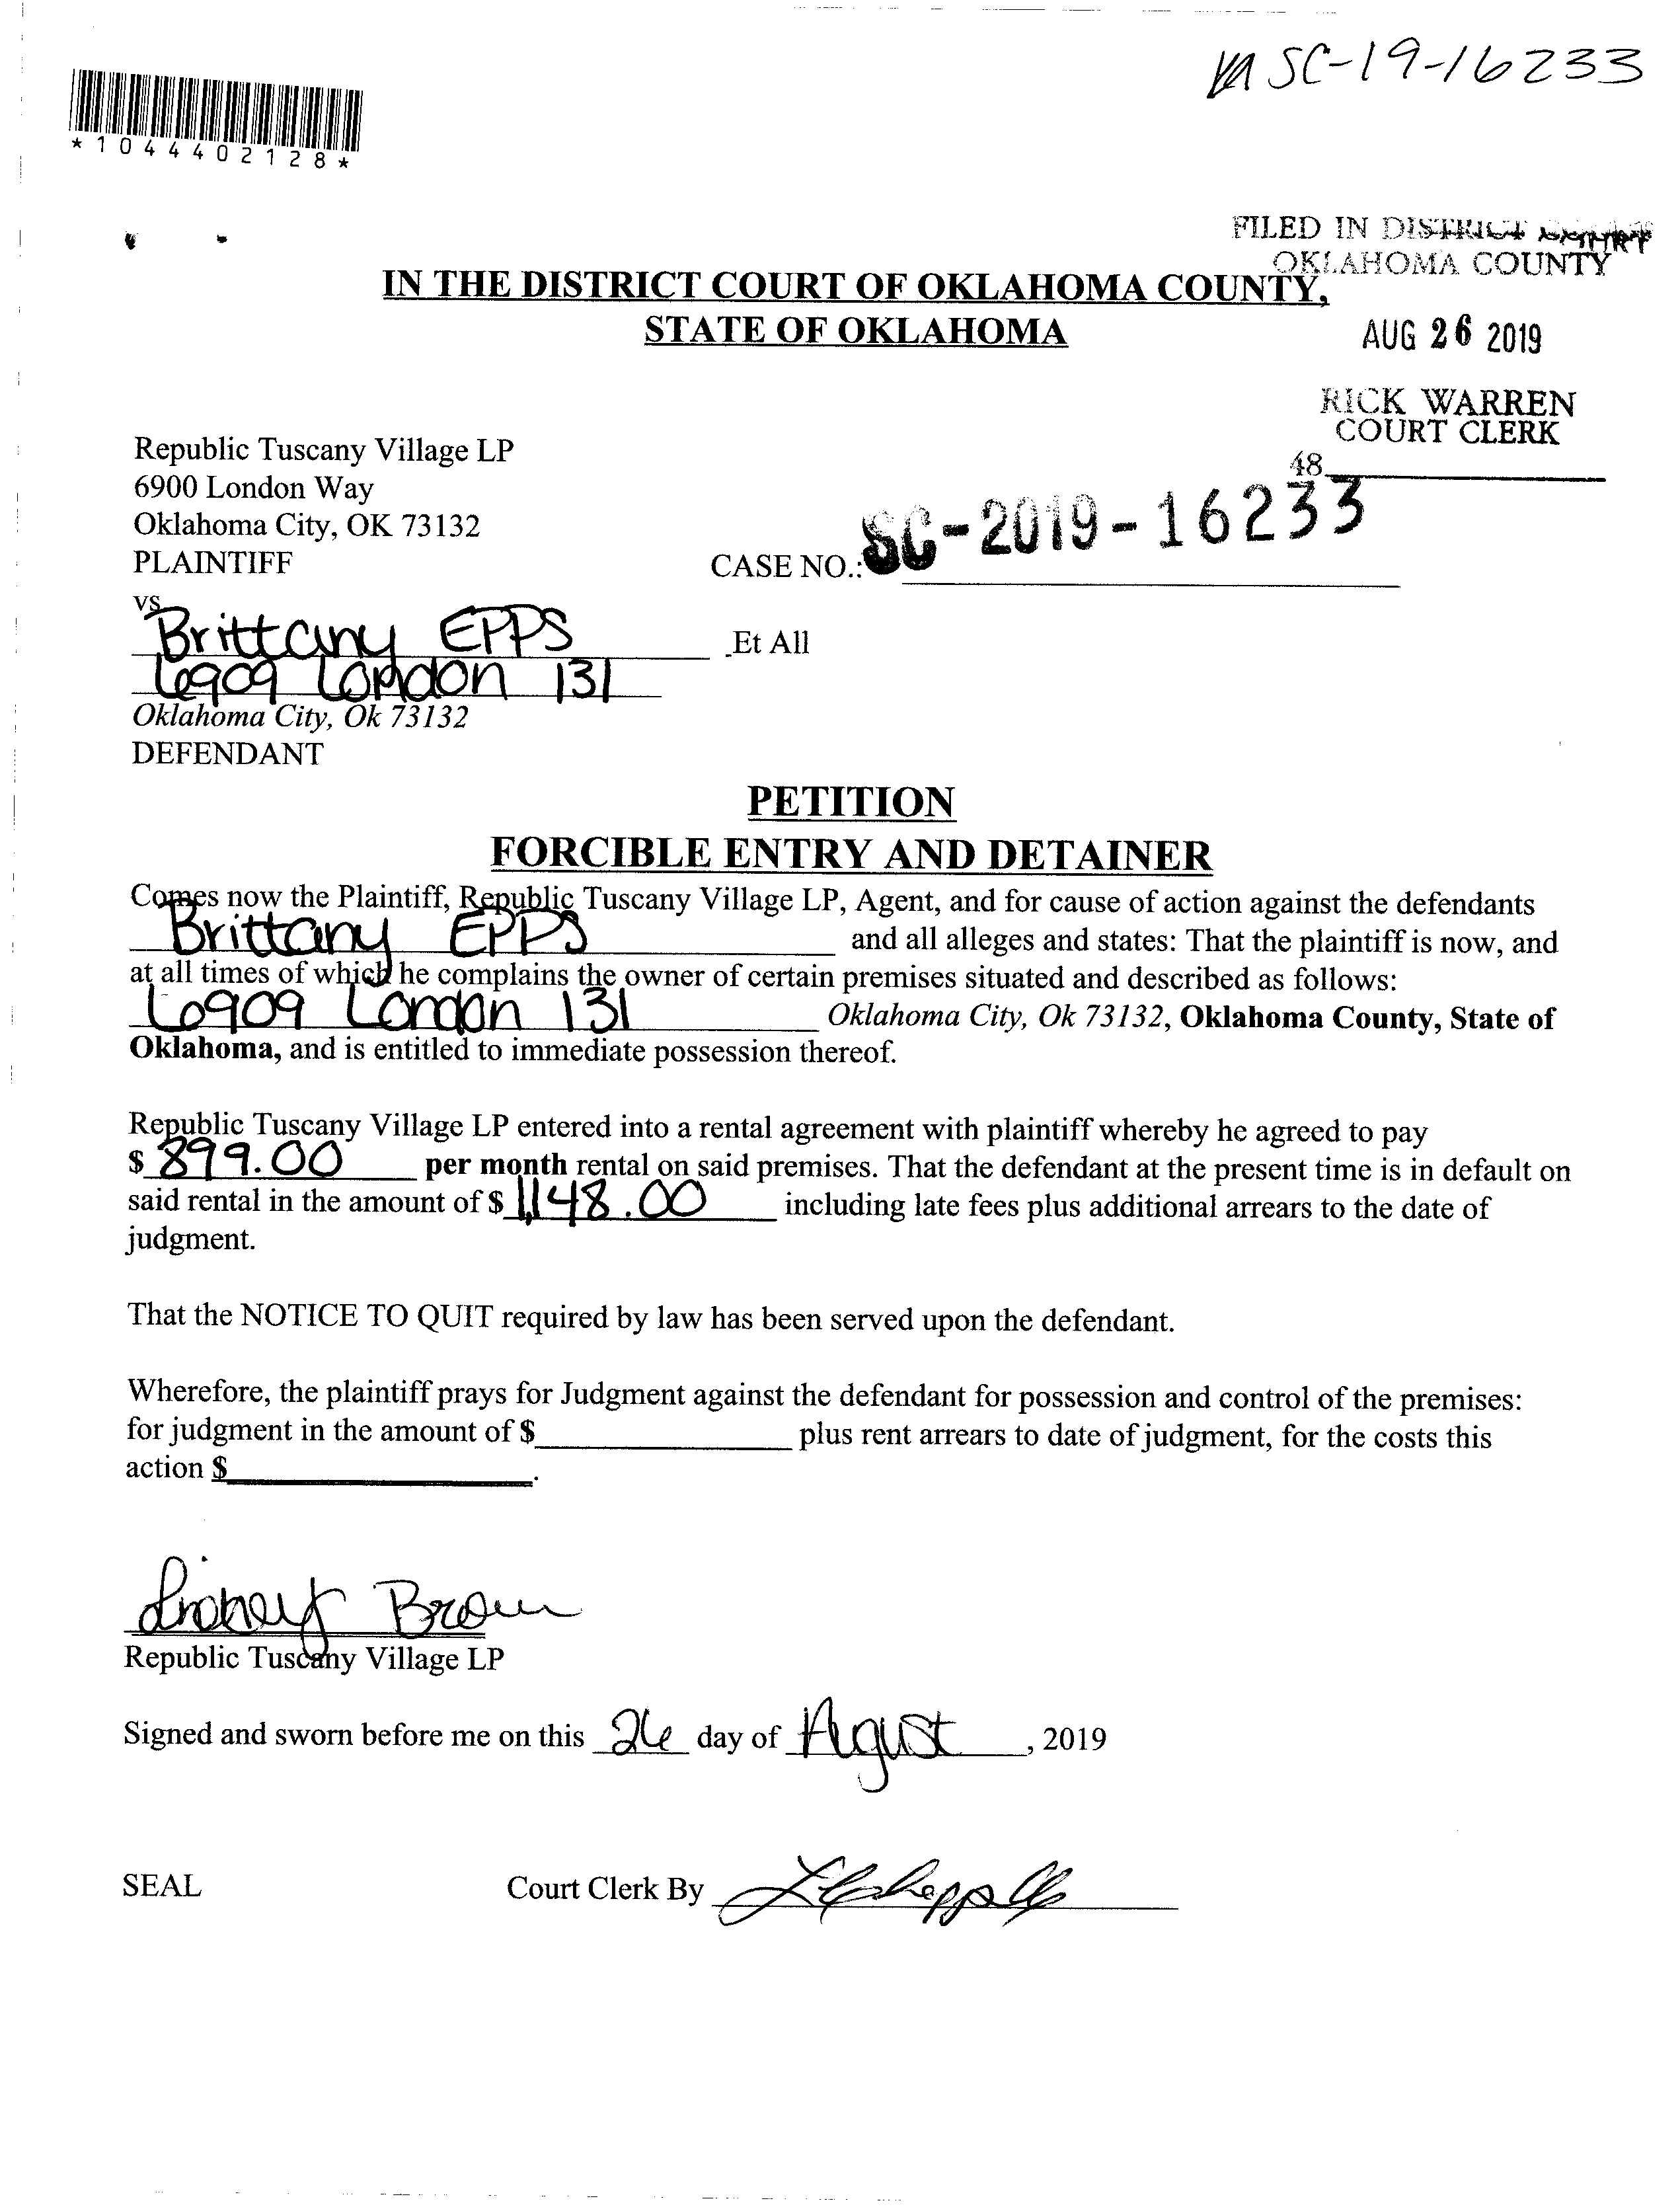 SC-19-16233
*1044402128*
FILED IN DISTRICT COURT
OKLAHOMA COUNTY
IN THE DISTRICT COURT OF OKLAHOMA COUNTY,
STATE OF OKLAHOMA
AUG 26 2019
RICK WARREN
COURT CLERK
48
Republic Tuscany Village LP
6900 London Way
Oklahoma City, OK 73132
PLAINTIFF
CASE NO.: SC-2019-16233
vs
Brittany EPPS Et All
6909 London 131
Oklahoma City, Ok 73132
DEFENDANT
PETITION
FORCIBLE ENTRY AND DETAINER
Comes now the Plaintiff, Republic Tuscany Village LP, Agent, and for cause of action against the defendants
Brittany EPPS and all alleges and states: That the plaintiff is now, and
at all times of which he complains the owner of certain premises situated and described as follows:
6909 London 131 Oklahoma City, Ok 73132, Oklahoma County, State of
Oklahoma, and is entitled to immediate possession thereof.
Republic Tuscany Village LP entered into a rental agreement with plaintiff whereby he agreed to pay
$ 899.00 per month rental on said premises. That the defendant at the present time is in default on
said rental in the amount of $ 1,148.00 including late fees plus additional arrears to the date of
judgment.
That the NOTICE TO QUIT required by law has been served upon the defendant.
Wherefore, the plaintiff prays for Judgment against the defendant for possession and control of the premises:
for judgment in the amount of $ plus rent arrears to date of judgment, for the costs this
action $ .
Brown
Republic Tuscany Village LP
Signed and sworn before me on this 26 day of Agust, 2019
SEAL
Court Clerk By